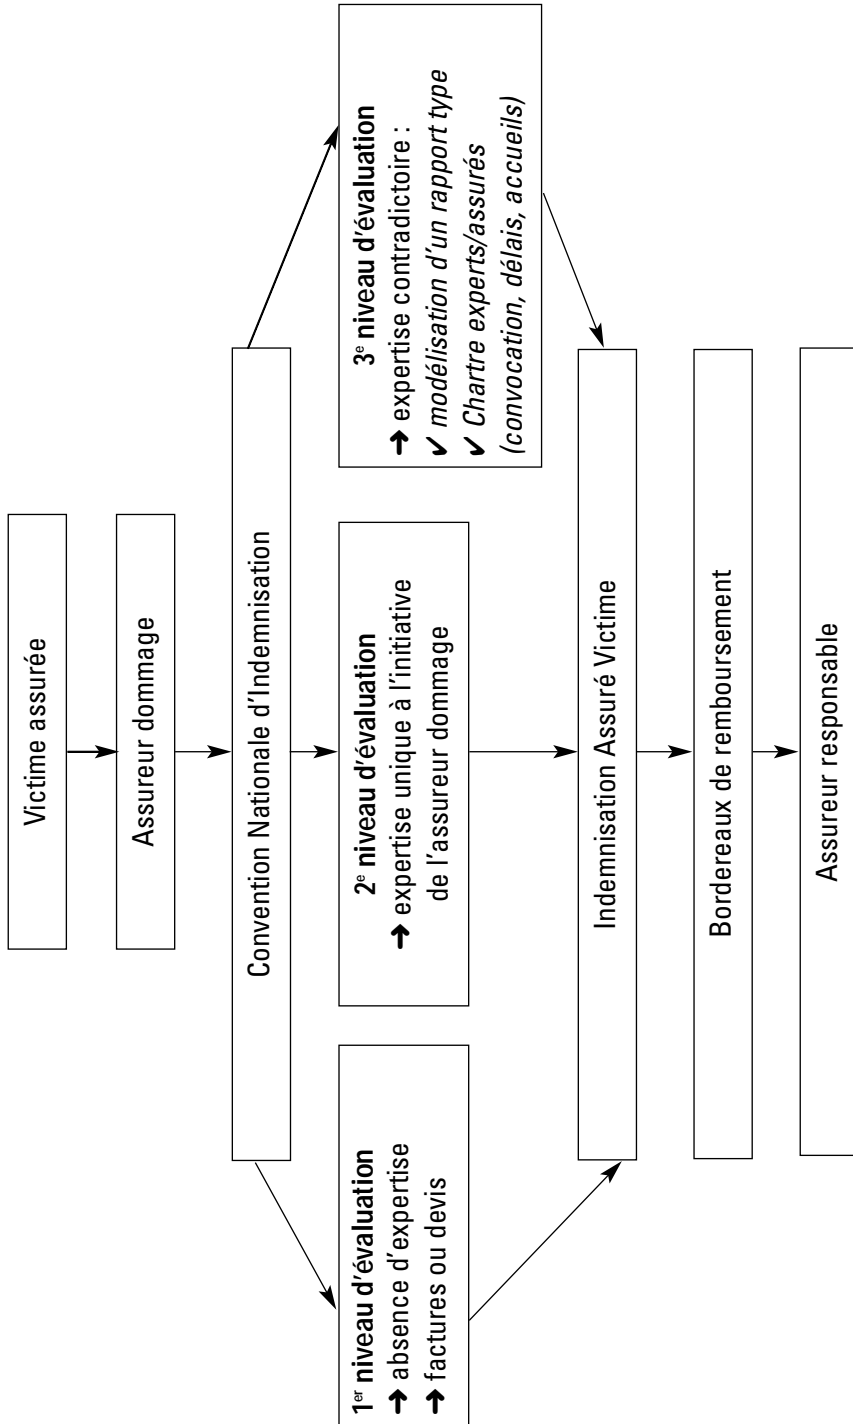 Victime assurée
Assureur dommage
Convention Nationale d'Indemnisation
1er niveau d'évaluation
➔ absence d'expertise
➔ factures ou devis
2e niveau d'évaluation
➔ expertise unique à l'initiative
de l'assureur dommage
3e niveau d'évaluation
➔ expertise contradictoire :
✔ modélisation d'un rapport type
✔ Chartre experts/assurés
(convocation, délais, accueils)
Indemnisation Assuré Victime
Bordereaux de remboursement
Assureur responsable